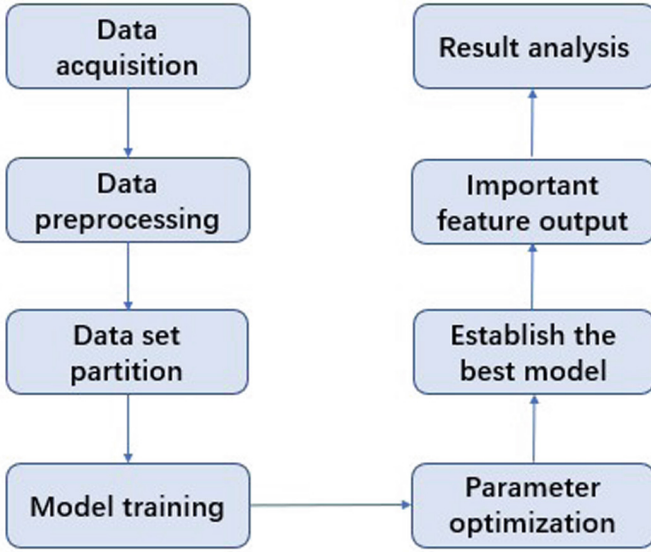 Data
acquisition
Data
preprocessing
Data set
partition
Model training
Parameter
optimization
Establish the
best model
Important
feature output
Result analysis